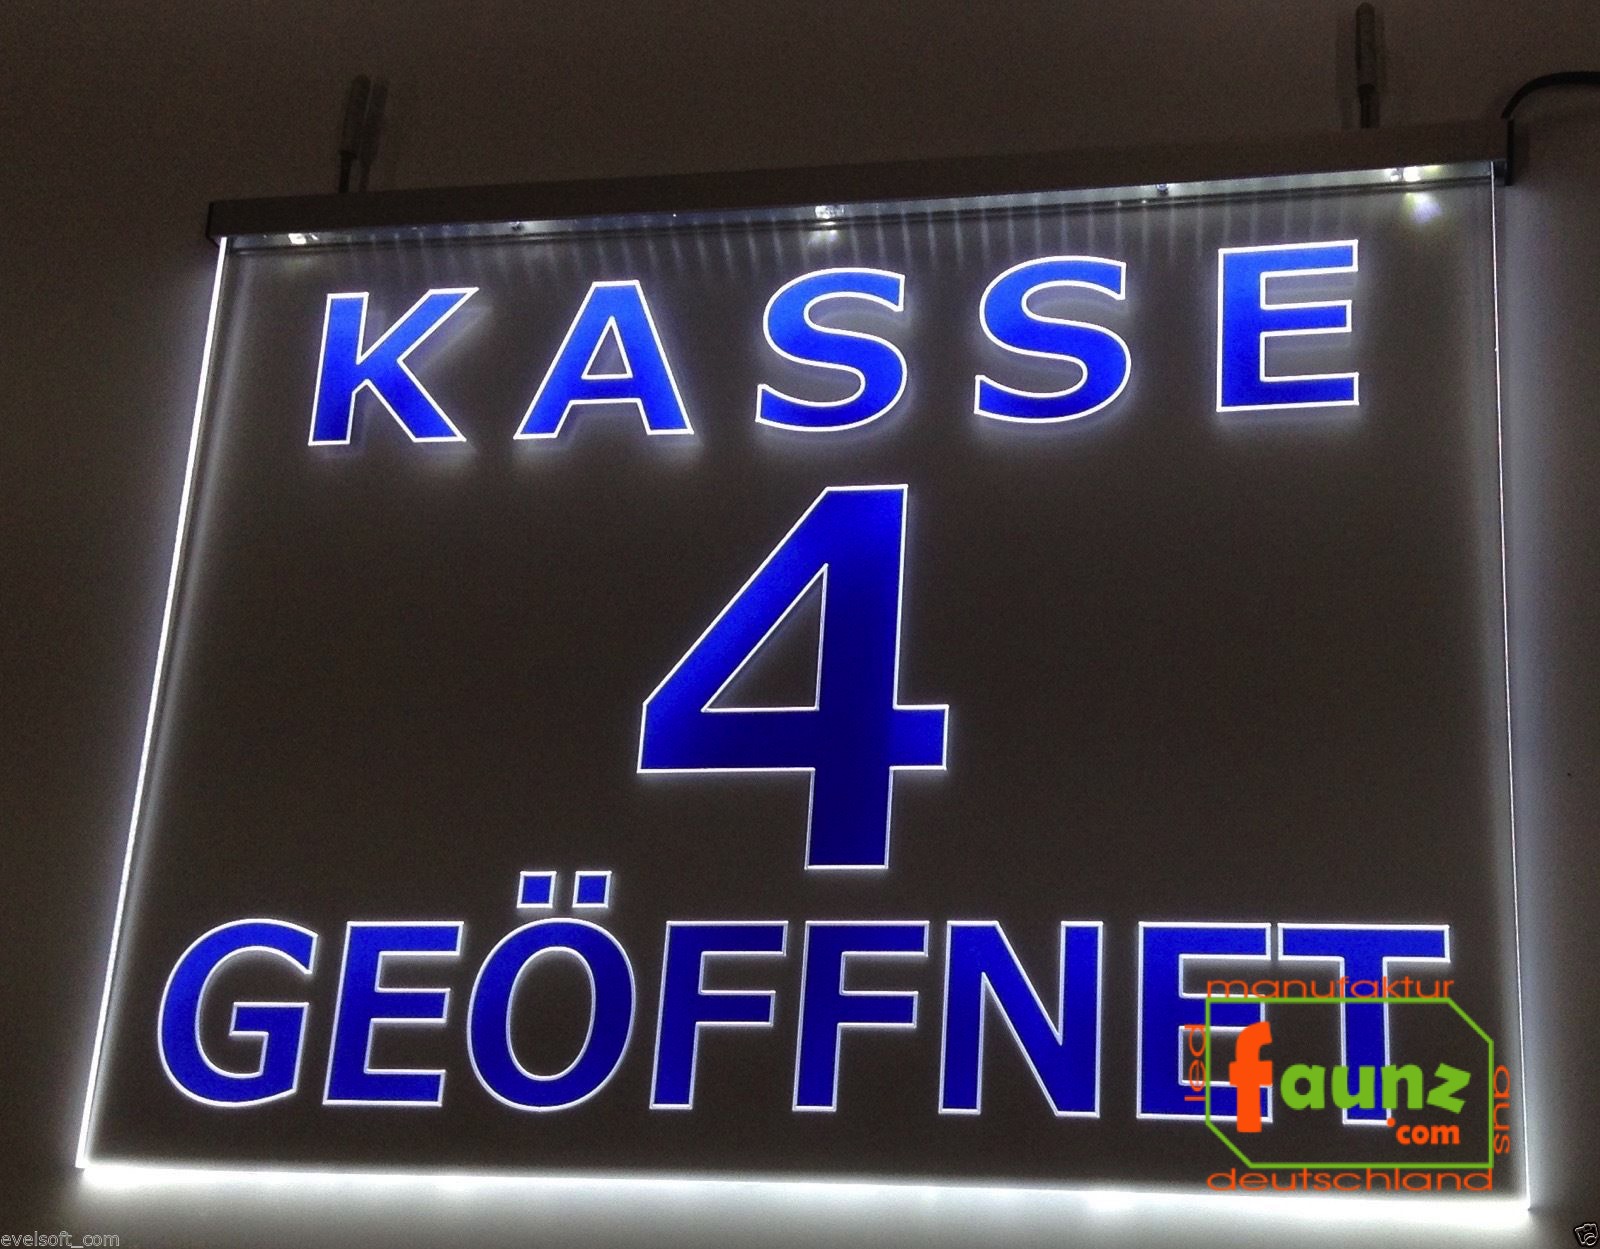 KASSE
4
GEÖFFNET
manufaktur
led
faunz
.com
aus
deutschland
evelsoft_com